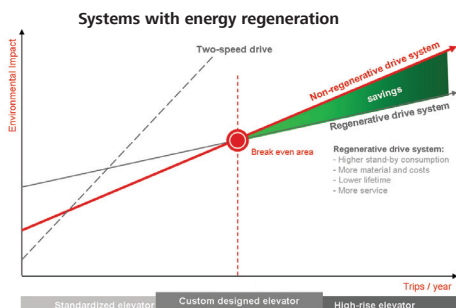 Systems with energy regeneration
Environmental Impact
Two-speed drive
Non-regenerative drive system
savings
Regenerative drive system
Break even area
Regenerative drive system:
- Higher stand-by consumption
- More material and costs
- Lower lifetime
- More service
Trips / year
Standardized elevator
Custom designed elevator
High-rise elevator